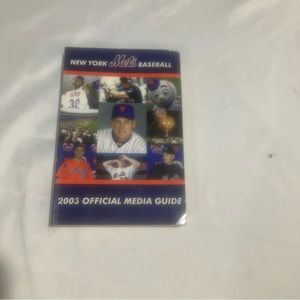 NEW YORK Mets BASEBALL
2003 OFFICIAL MEDIA GUIDE